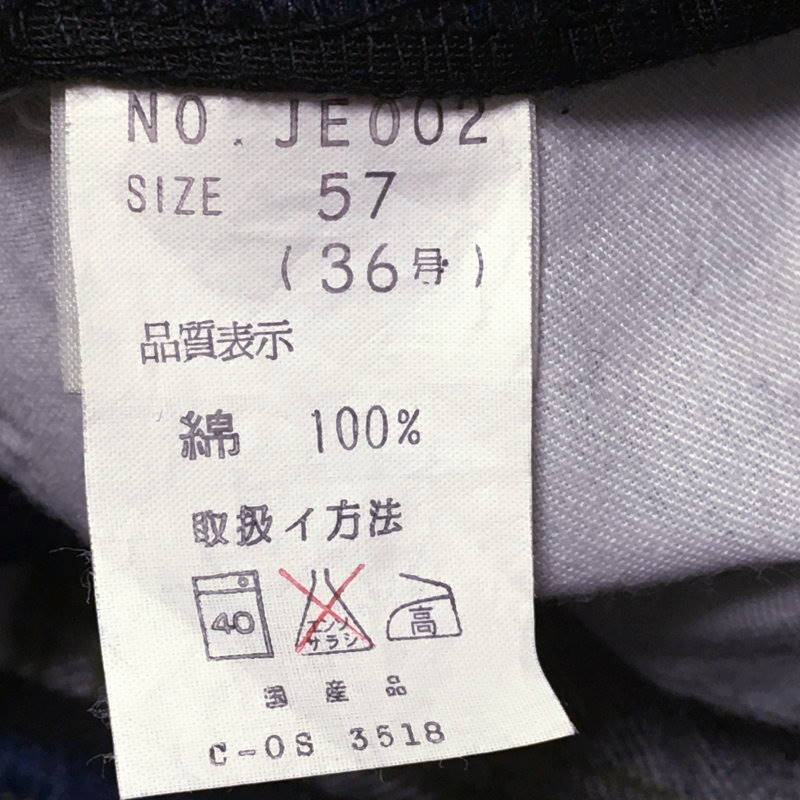 NO.JE002
SIZE 57
(36号)
品質表示
綿 100%
取扱イ方法
40 エンソサラシ 高
国産品
C-OS 3518